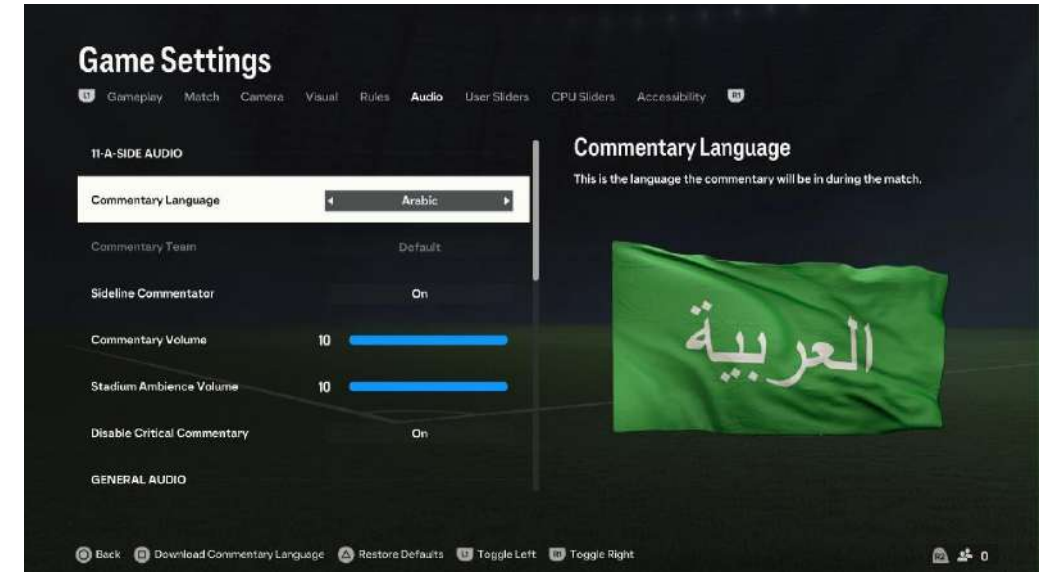 Game Settings
L1 Gameplay Match Camera Visual Rules Audio User Sliders CPU Sliders Accessibility R1
11-A-SIDE AUDIO
Commentary Language Arabic
Commentary Team Default
Sideline Commentator On
Commentary Volume 10
Stadium Ambience Volume 10
Disable Critical Commentary On
GENERAL AUDIO
Commentary Language
This is the language the commentary will be in during the match.
العربية
Back Download Commentary Language Restore Defaults Toggle Left Toggle Right
R2 0